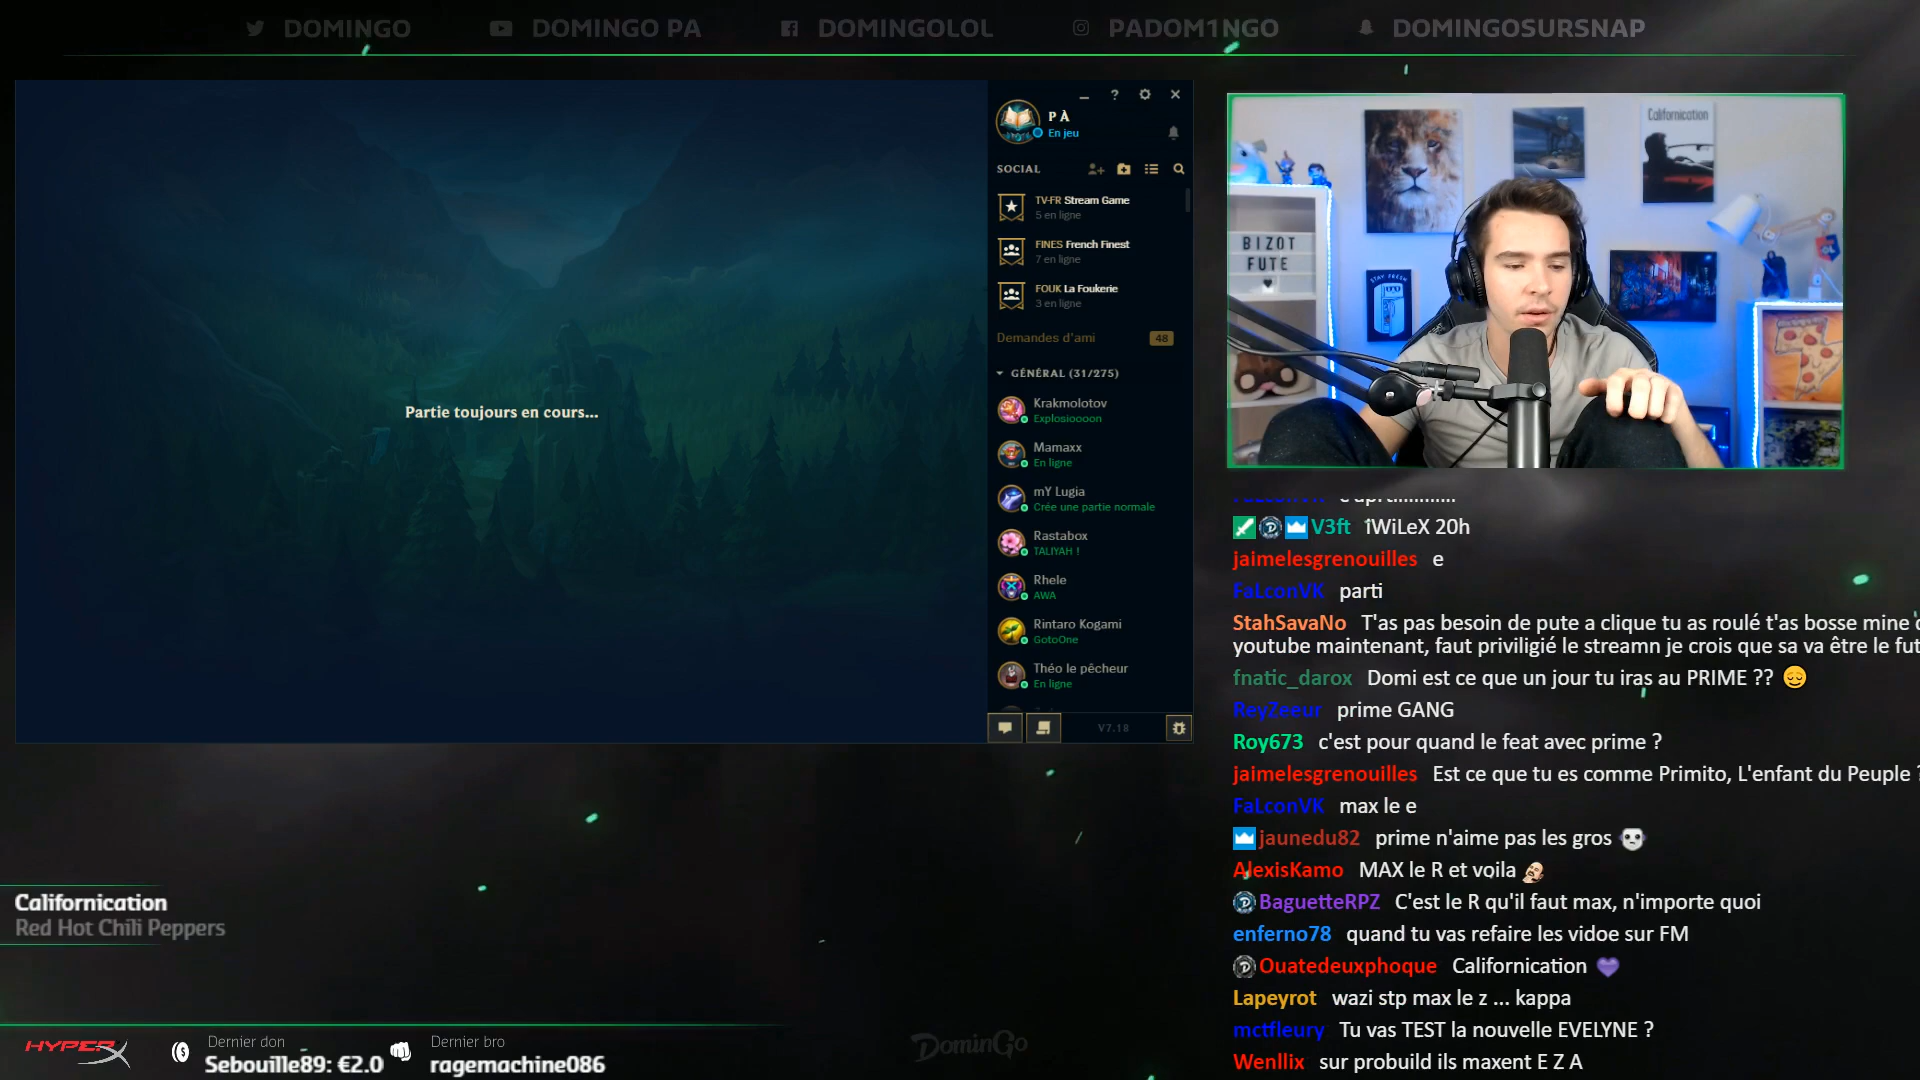 DOMINGO
DOMINGO PA
DOMINGOLOL
PADOM1NGO
DOMINGOSURSNAP
Partie toujours en cours...
P À
En jeu
SOCIAL
TV-FR Stream Game
5 en ligne
FINES French Finest
7 en ligne
FOUK La Foukerie
3 en ligne
Demandes d'ami
48
GÉNÉRAL (31/275)
Krakmolotov
Explosioooon
Mamaxx
En ligne
mY Lugia
Crée une partie normale
Rastabox
TALIYAH !
Rhele
AWA
Rintaro Kogami
GotoOne
Théo le pêcheur
En ligne
V7.18
Californication
BIZOT
FUTE
STAY FRESH
V3ft 1WiLeX 20h
jaimelesgrenouilles e
FaLconVK parti
StahSavaNo T'as pas besoin de pute a clique tu as roulé t'as bosse mine
youtube maintenant, faut priviligié le streamn je crois que sa va être le fut
fnatic_darox Domi est ce que un jour tu iras au PRIME ??
ReyZeeur prime GANG
Roy673 c'est pour quand le feat avec prime ?
jaimelesgrenouilles Est ce que tu es comme Primito, L'enfant du Peuple ?
FaLconVK max le e
jaunedu82 prime n'aime pas les gros
AlexisKamo MAX le R et voila
BaguetteRPZ C'est le R qu'il faut max, n'importe quoi
enferno78 quand tu vas refaire les vidoe sur FM
Ouatedeuxphoque Californication
Lapeyrot wazi stp max le z ... kappa
mctfleury Tu vas TEST la nouvelle EVELYNE ?
Wenllix sur probuild ils maxent E Z A
Californication
Red Hot Chili Peppers
HYPERX
Dernier don
Sebouille89: €2.0
Dernier bro
ragemachine086
DominGo